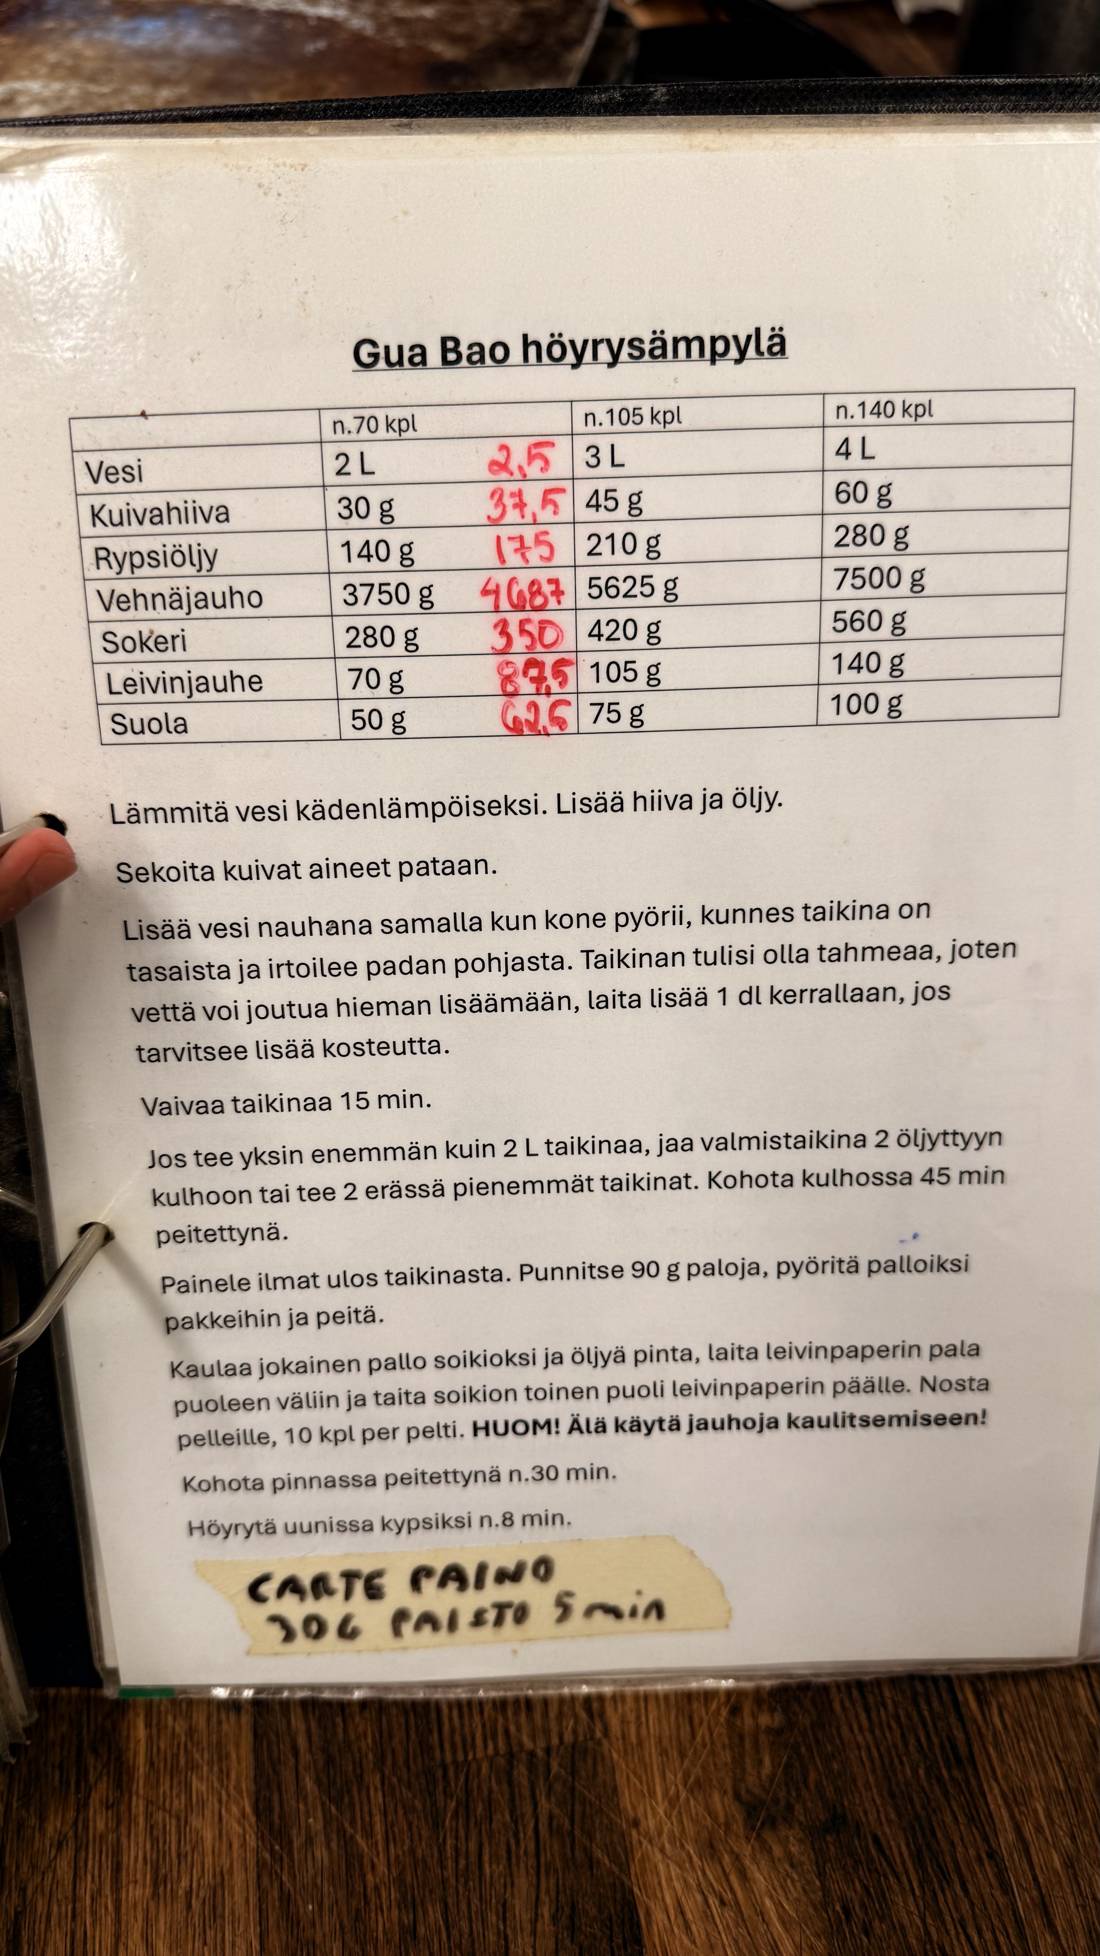 Gua Bao höyrysämpylä
n.70 kpl n.105 kpl n.140 kpl
Vesi 2 L 2,5 3 L 4 L
Kuivahiiva 30 g 37,5 45 g 60 g
Rypsiöljy 140 g 175 210 g 280 g
Vehnäjauho 3750 g 4687 5625 g 7500 g
Sokeri 280 g 350 420 g 560 g
Leivinjauhe 70 g 87,5 105 g 140 g
Suola 50 g 62,5 75 g 100 g
Lämmitä vesi kädenlämpöiseksi. Lisää hiiva ja öljy.
Sekoita kuivat aineet pataan.
Lisää vesi nauhana samalla kun kone pyörii, kunnes taikina on
tasaista ja irtoilee padan pohjasta. Taikinan tulisi olla tahmeaa, joten
vettä voi joutua hieman lisäämään, laita lisää 1 dl kerrallaan, jos
tarvitsee lisää kosteutta.
Vaivaa taikinaa 15 min.
Jos tee yksin enemmän kuin 2 L taikinaa, jaa valmistaikina 2 öljyttyyn
kulhoon tai tee 2 erässä pienemmät taikinat. Kohota kulhossa 45 min
peitettynä.
Painele ilmat ulos taikinasta. Punnitse 90 g paloja, pyöritä palloiksi
pakkeihin ja peitä.
Kaulaa jokainen pallo soikioksi ja öljyä pinta, laita leivinpaperin pala
puoleen väliin ja taita soikion toinen puoli leivinpaperin päälle. Nosta
pelleille, 10 kpl per pelti. HUOM! Älä käytä jauhoja kaulitsemiseen!
Kohota pinnassa peitettynä n.30 min.
Höyrytä uunissa kypsiksi n.8 min.
CARTE PAINO
30G PAISTO 5 min